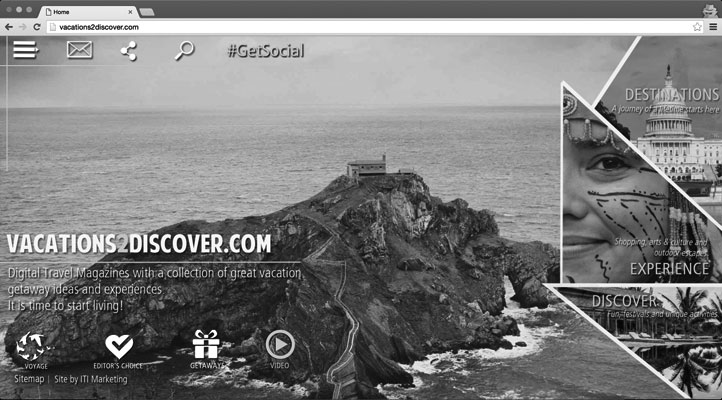 Home
vacations2discover.com
#GetSocial
DESTINATIONS
A journey of a lifetime starts here
Shopping, arts & culture and
outdoor escapes
EXPERIENCE
VACATIONS2DISCOVER.COM
Digital Travel Magazines with a collection of great vacation
getaway ideas and experiences
It is time to start living!
DISCOVER
Fun, festivals and unique activities
VOYAGE
EDITOR'S CHOICE
GETAWAYS
VIDEO
Sitemap | Site by ITI Marketing